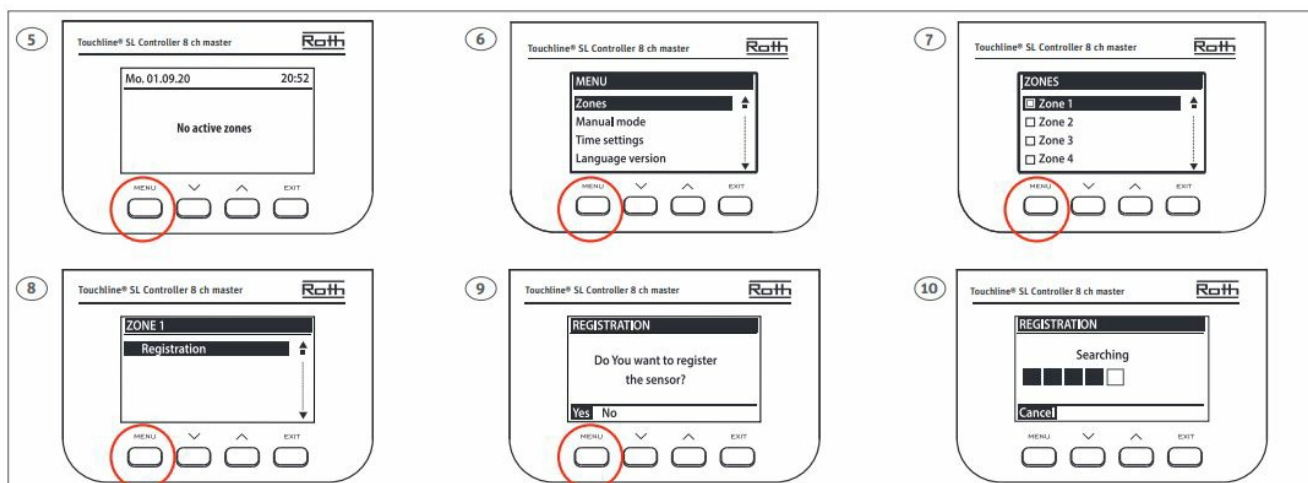 5
Touchline® SL Controller 8 ch master Roth
Mo. 01.09.20 20:52
No active zones
MENU EXIT
6
Touchline® SL Controller 8 ch master Roth
MENU
Zones
Manual mode
Time settings
Language version
MENU EXIT
7
Touchline® SL Controller 8 ch master Roth
ZONES
Zone 1
Zone 2
Zone 3
Zone 4
MENU EXIT
8
Touchline® SL Controller 8 ch master Roth
ZONE 1
Registration
MENU EXIT
9
Touchline® SL Controller 8 ch master Roth
REGISTRATION
Do You want to register
the sensor?
Yes No
MENU EXIT
10
Touchline® SL Controller 8 ch master Roth
REGISTRATION
Searching
Cancel
MENU EXIT